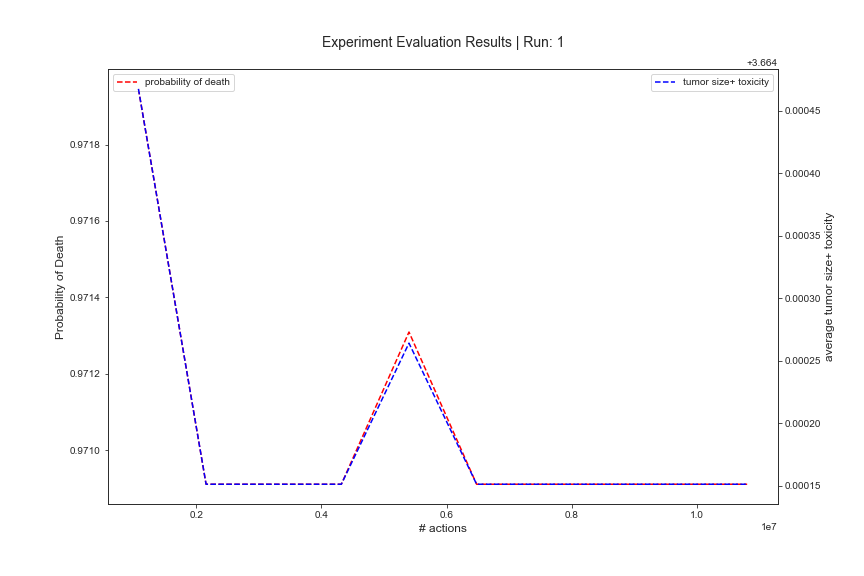 Experiment Evaluation Results | Run: 1
+3.664
probability of death
tumor size+ toxicity
0.9718
0.9716
0.9714
0.9712
0.9710
Probability of Death
0.00045
0.00040
0.00035
0.00030
0.00025
0.00020
0.00015
average tumor size+ toxicity
0.2
0.4
0.6
0.8
1.0
# actions
1e7